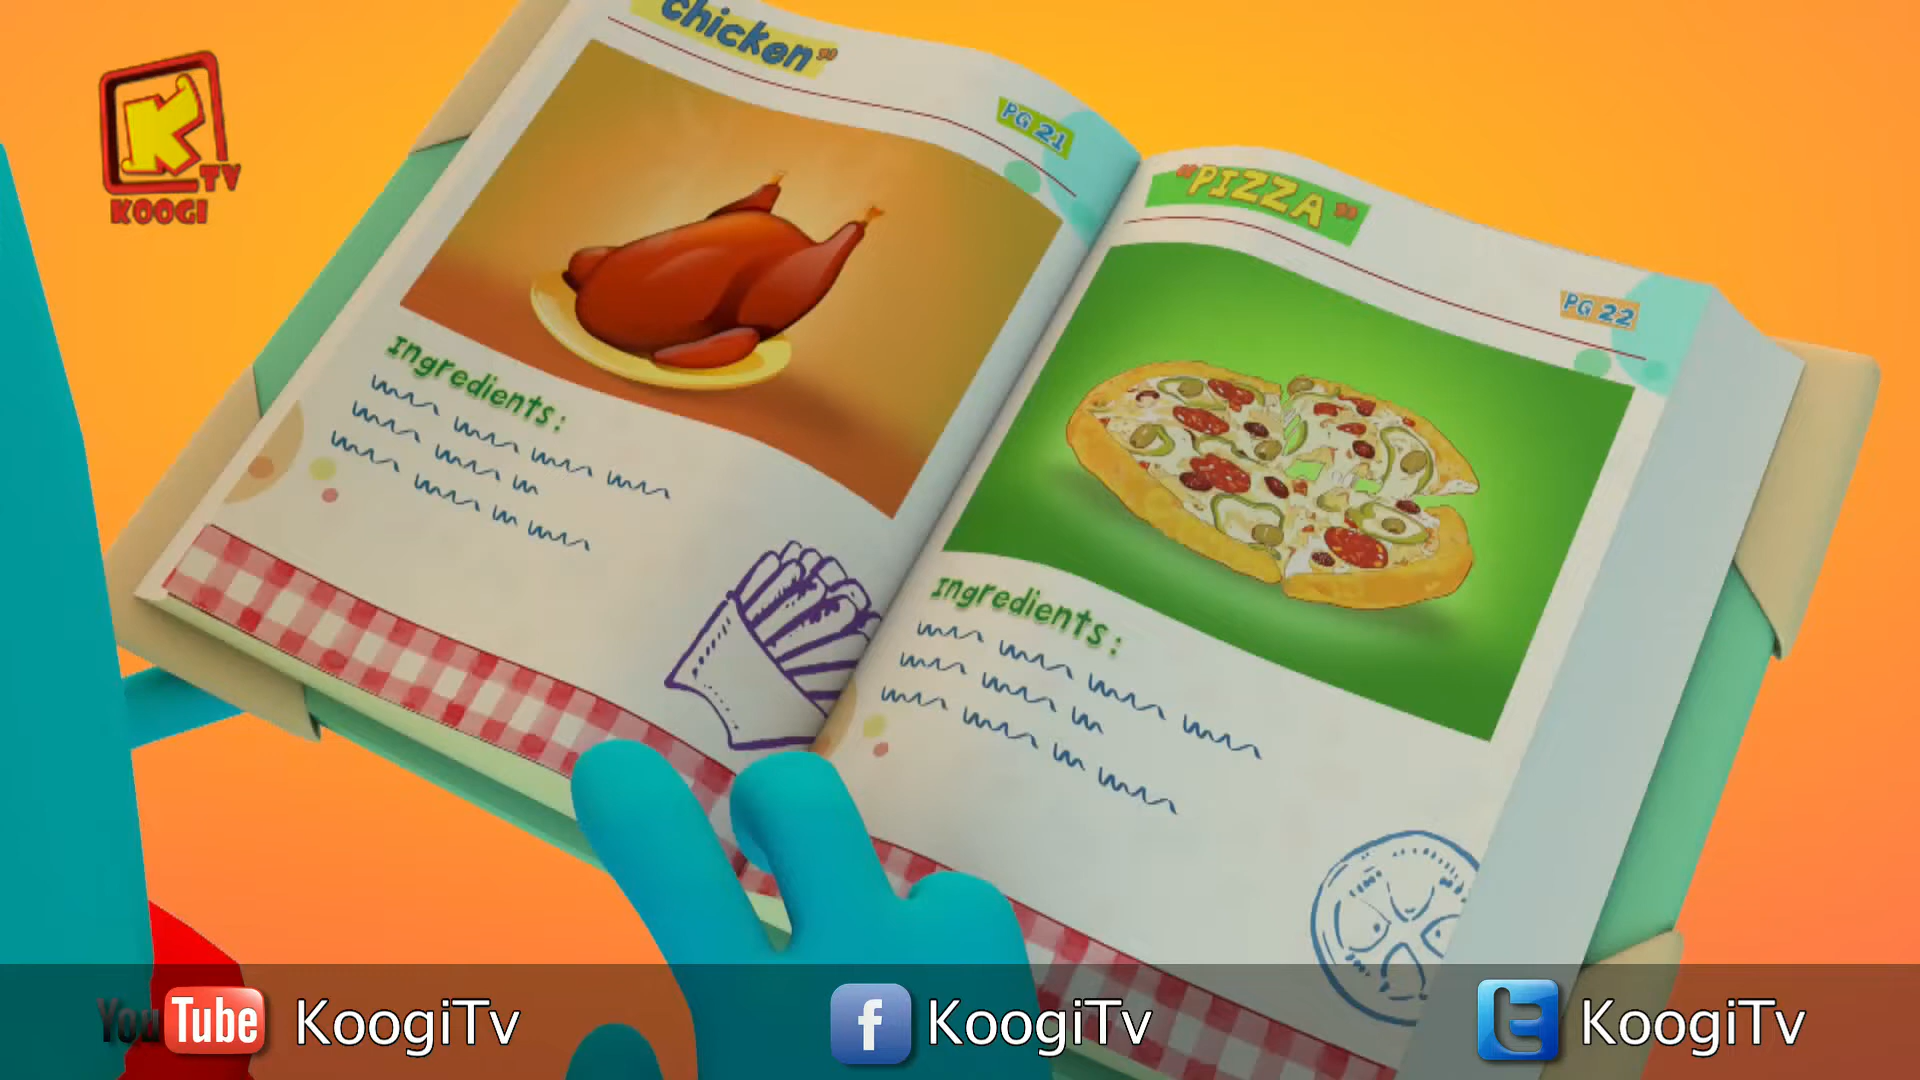 chicken”
PG 21
“PIZZA”
PG 22
Ingredients:
Ingredients:
K TV
KOOGI
YouTube KoogiTv
f KoogiTv
t KoogiTv